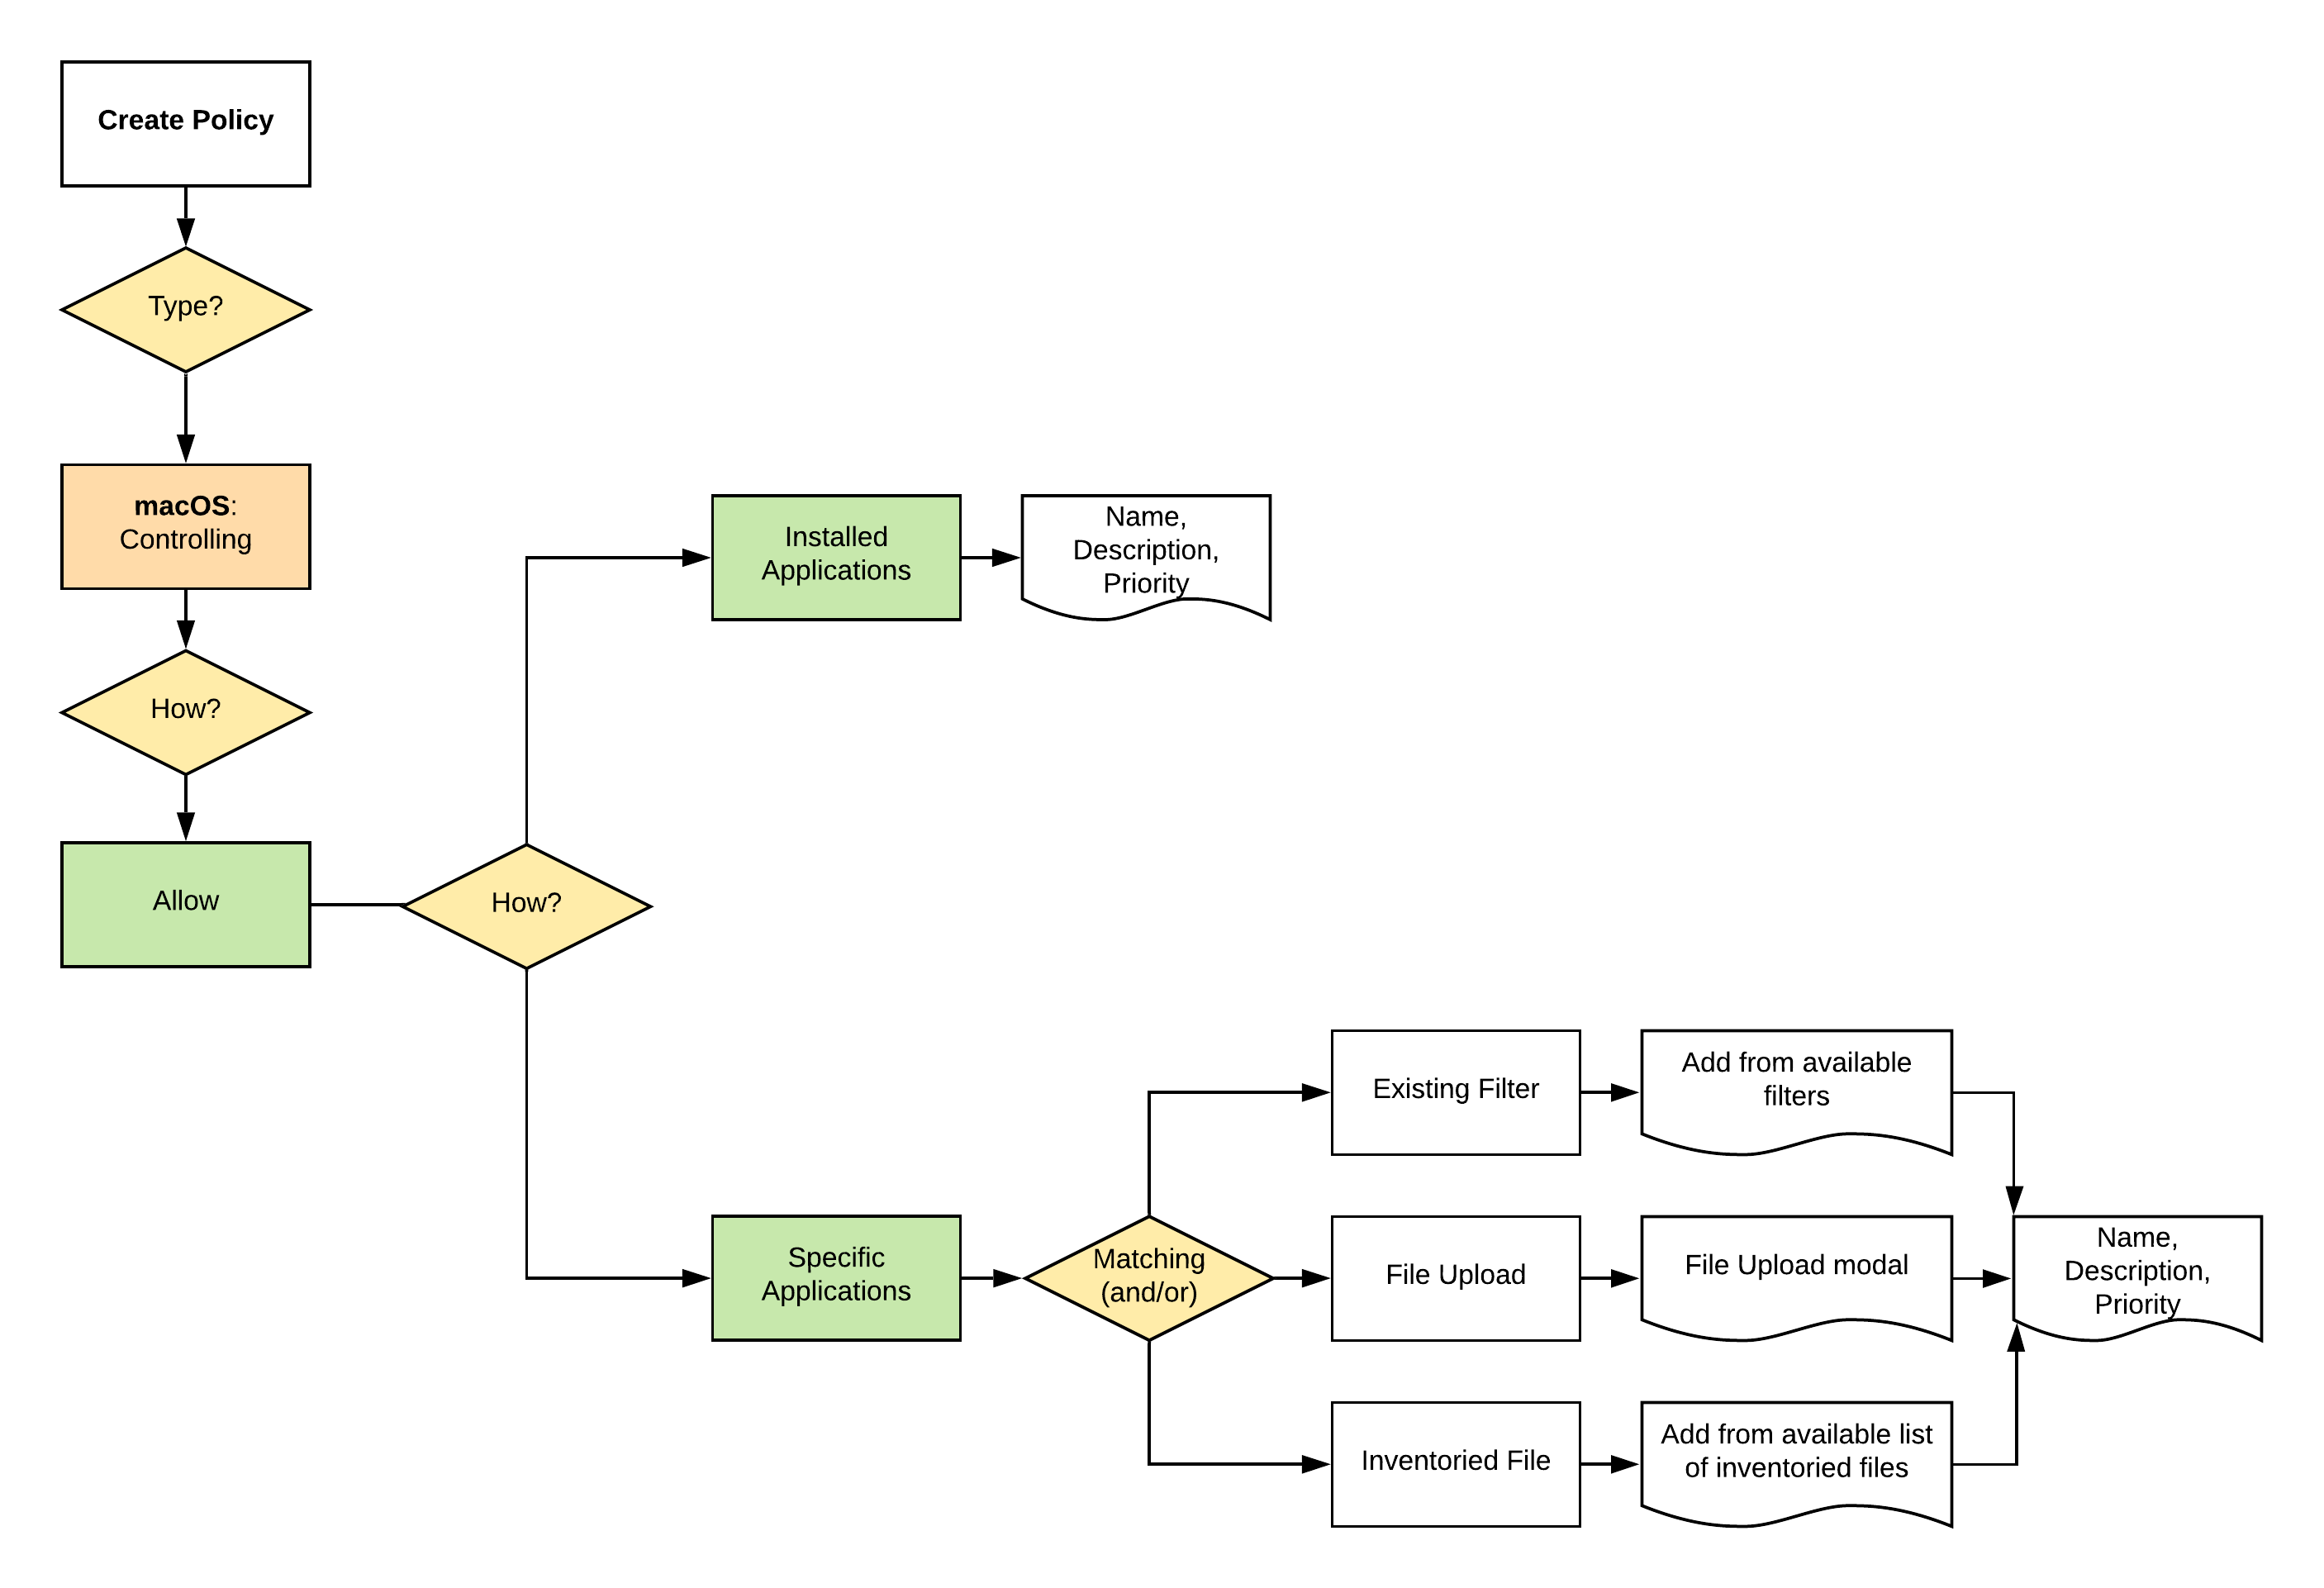 Create Policy
Type?
macOS:
Controlling
How?
Allow
How?
Installed
Applications
Name,
Description,
Priority
Specific
Applications
Matching
(and/or)
Existing Filter
Add from available
filters
File Upload
File Upload modal
Inventoried File
Add from available list
of inventoried files
Name,
Description,
Priority